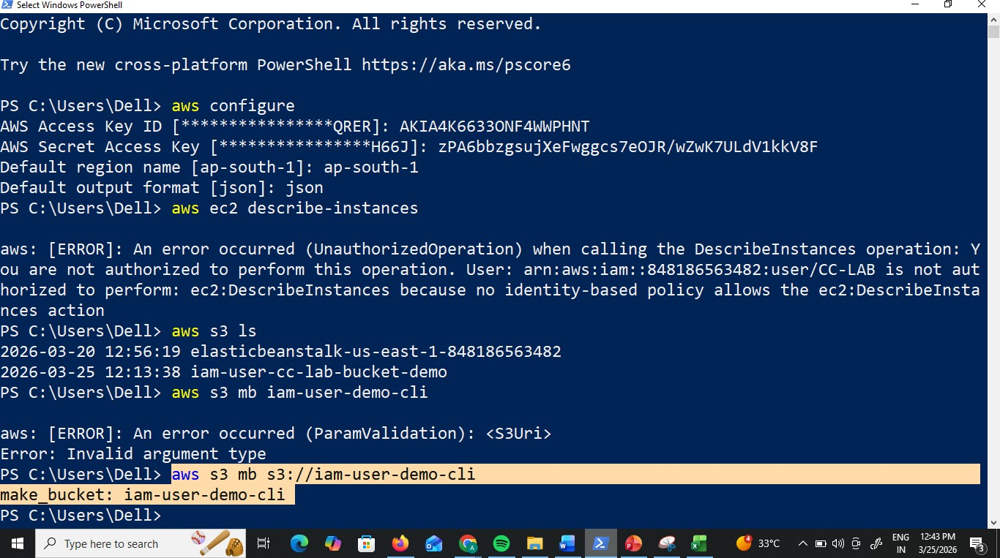 Select Windows PowerShell
Copyright (C) Microsoft Corporation. All rights reserved.
Try the new cross-platform PowerShell https://aka.ms/pscore6
PS C:\Users\Dell> aws configure
AWS Access Key ID [****************QRER]: AKIA4K6633ONF4WWPHNT
AWS Secret Access Key [****************H66J]: 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
Default region name [ap-south-1]: ap-south-1
Default output format [json]: json
PS C:\Users\Dell> aws ec2 describe-instances
aws: [ERROR]: An error occurred (UnauthorizedOperation) when calling the DescribeInstances operation: Y
ou are not authorized to perform this operation. User: arn:aws:iam::848186563482:user/CC-LAB is not aut
horized to perform: ec2:DescribeInstances because no identity-based policy allows the ec2:DescribeInsta
nces action
PS C:\Users\Dell> aws s3 ls
2026-03-20 12:56:19 elasticbeanstalk-us-east-1-848186563482
2026-03-25 12:13:38 iam-user-cc-lab-bucket-demo
PS C:\Users\Dell> aws s3 mb iam-user-demo-cli
aws: [ERROR]: An error occurred (ParamValidation): <S3Uri>
Error: Invalid argument type
PS C:\Users\Dell> aws s3 mb s3://iam-user-demo-cli
make_bucket: iam-user-demo-cli
PS C:\Users\Dell>
Type here to search
4
33°C
ENG
IN
12:43 PM
3/25/2026
3